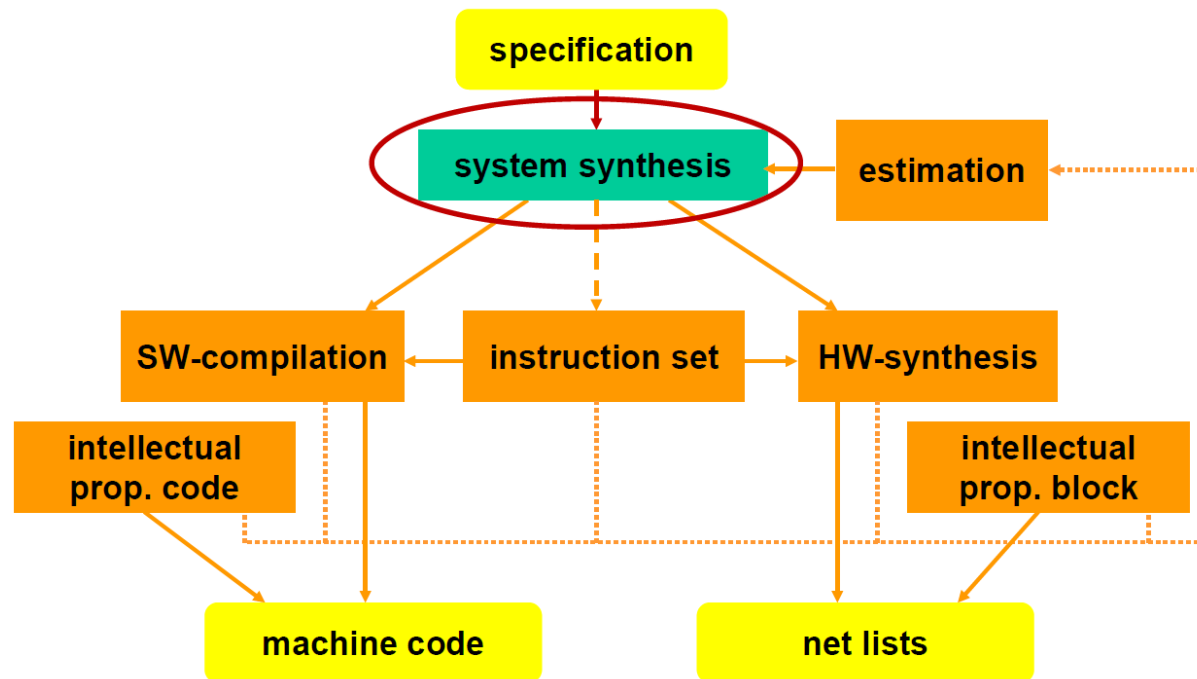 specification
system synthesis
estimation
SW-compilation
instruction set
HW-synthesis
intellectual
prop. code
intellectual
prop. block
machine code
net lists